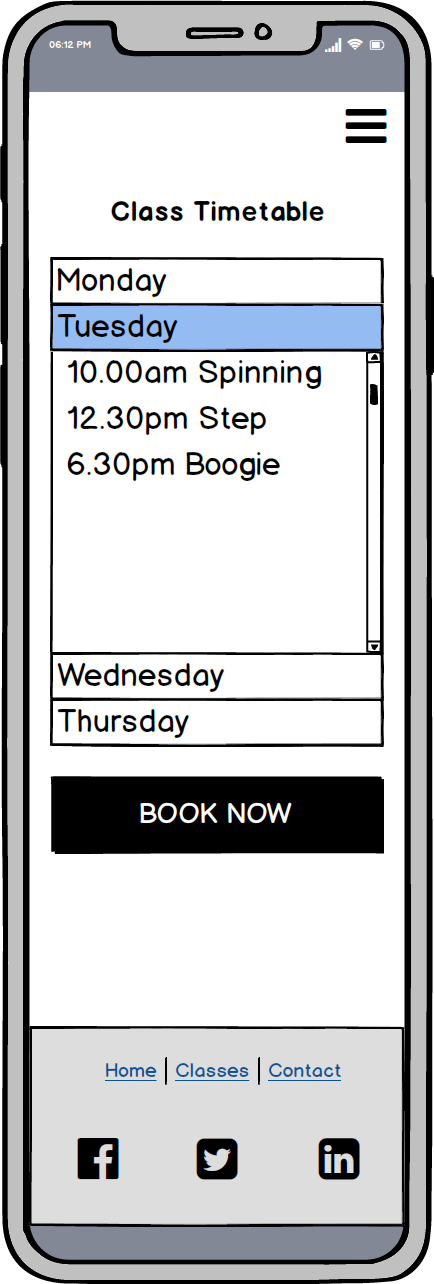 06:12 PM
Class Timetable
Monday
Tuesday
10.00am Spinning
12.30pm Step
6.30pm Boogie
Wednesday
Thursday
BOOK NOW
Home | Classes | Contact